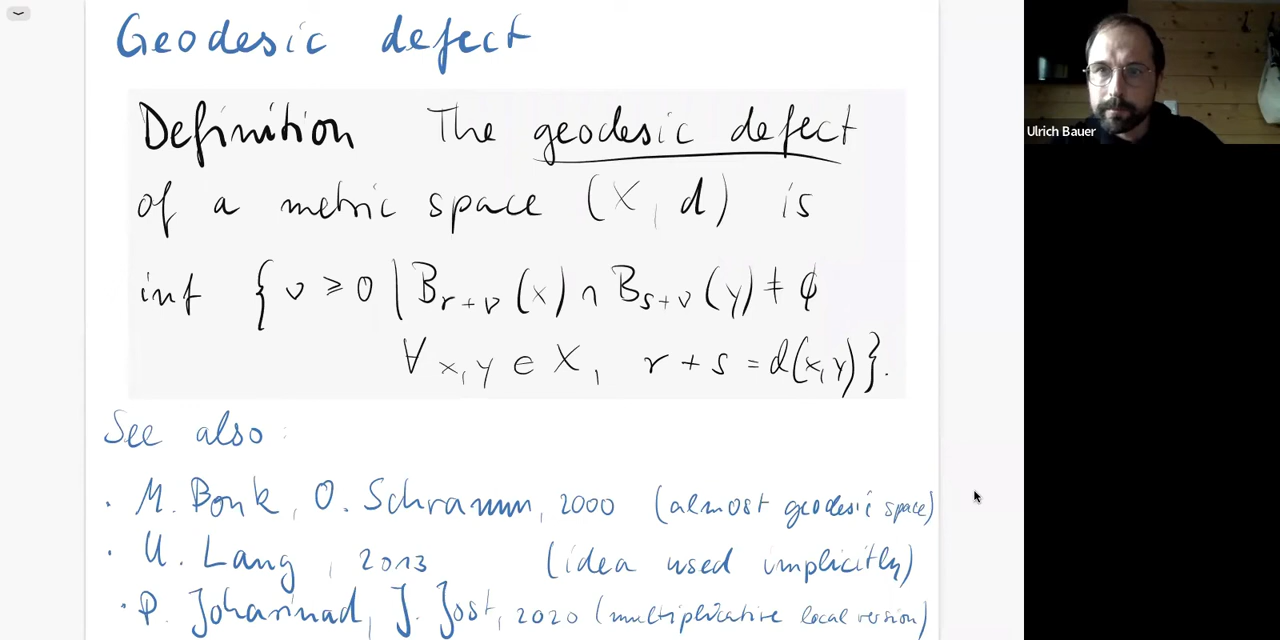 Geodesic defect
Definition The geodesic defect
of a metric space (X, d) is
inf { ν ≥ 0 | B_{r+ν}(x) ∩ B_{s+ν}(y) ≠ ∅
∀ x, y ∈ X, r + s = d(x,y) }.
See also:
· M. Bonk, O. Schramm, 2000 (almost geodesic space)
· U. Lang, 2013 (idea used implicitly)
· P. Joharinad, J. Jost, 2020 (multiplicative local version)
Ulrich Bauer